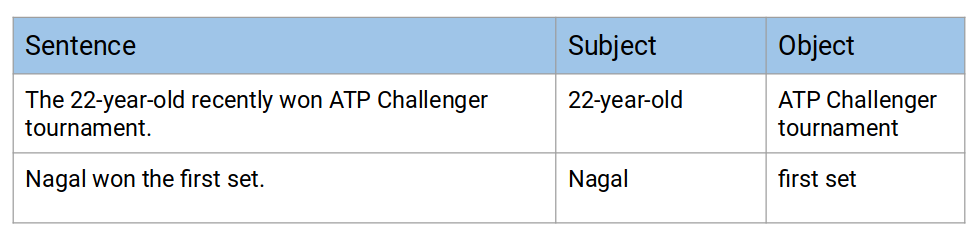 Sentence Subject Object
The 22-year-old recently won ATP Challenger tournament. 22-year-old ATP Challenger tournament
Nagal won the first set. Nagal first set